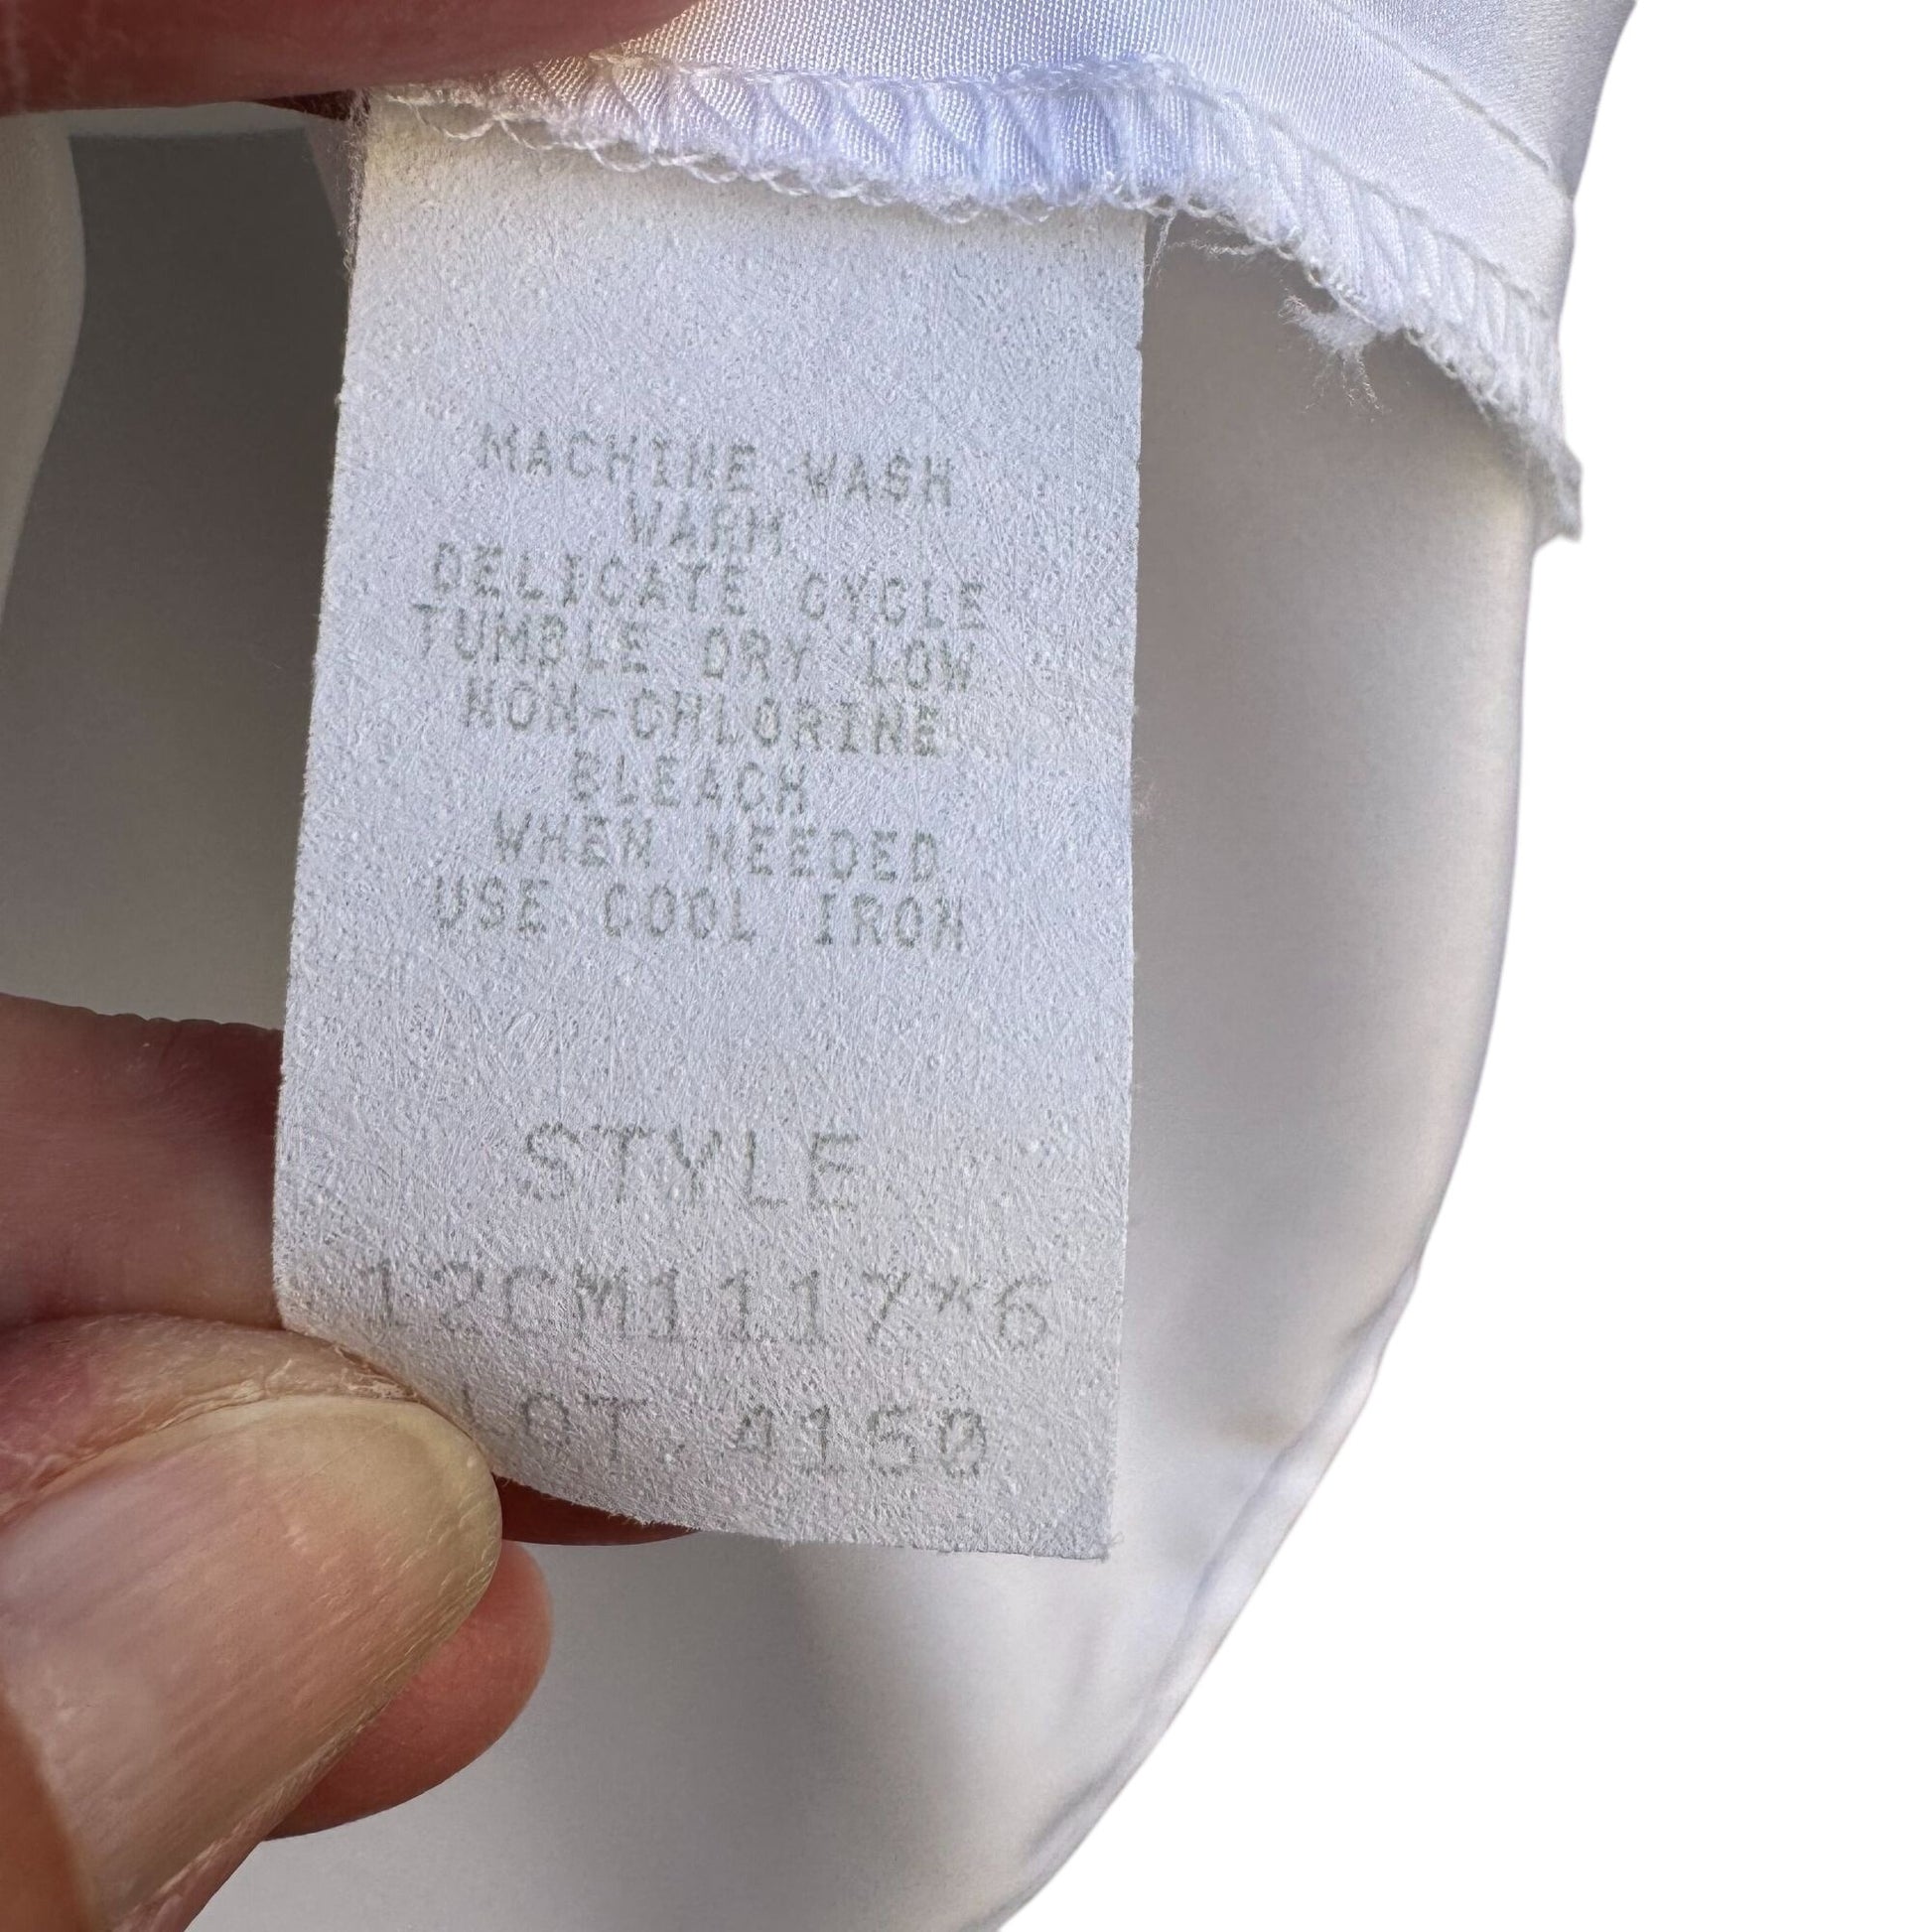 MACHINE WASH
WARM
DELICATE CYCLE
TUMBLE DRY LOW
NON-CHLORINE
BLEACH
WHEN NEEDED
USE COOL IRON
STYLE
12CM1117*6
LOT. A150